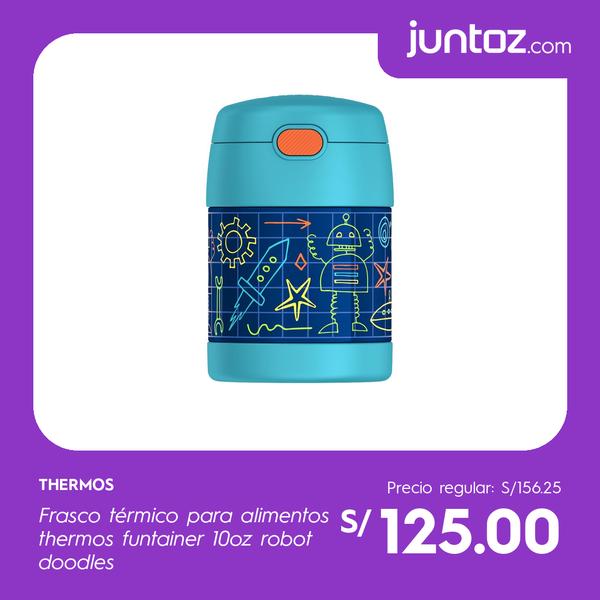 juntoz.com
THERMOS
Frasco térmico para alimentos
thermos funtainer 10oz robot
doodles
Precio regular: S/156.25
S/125.00